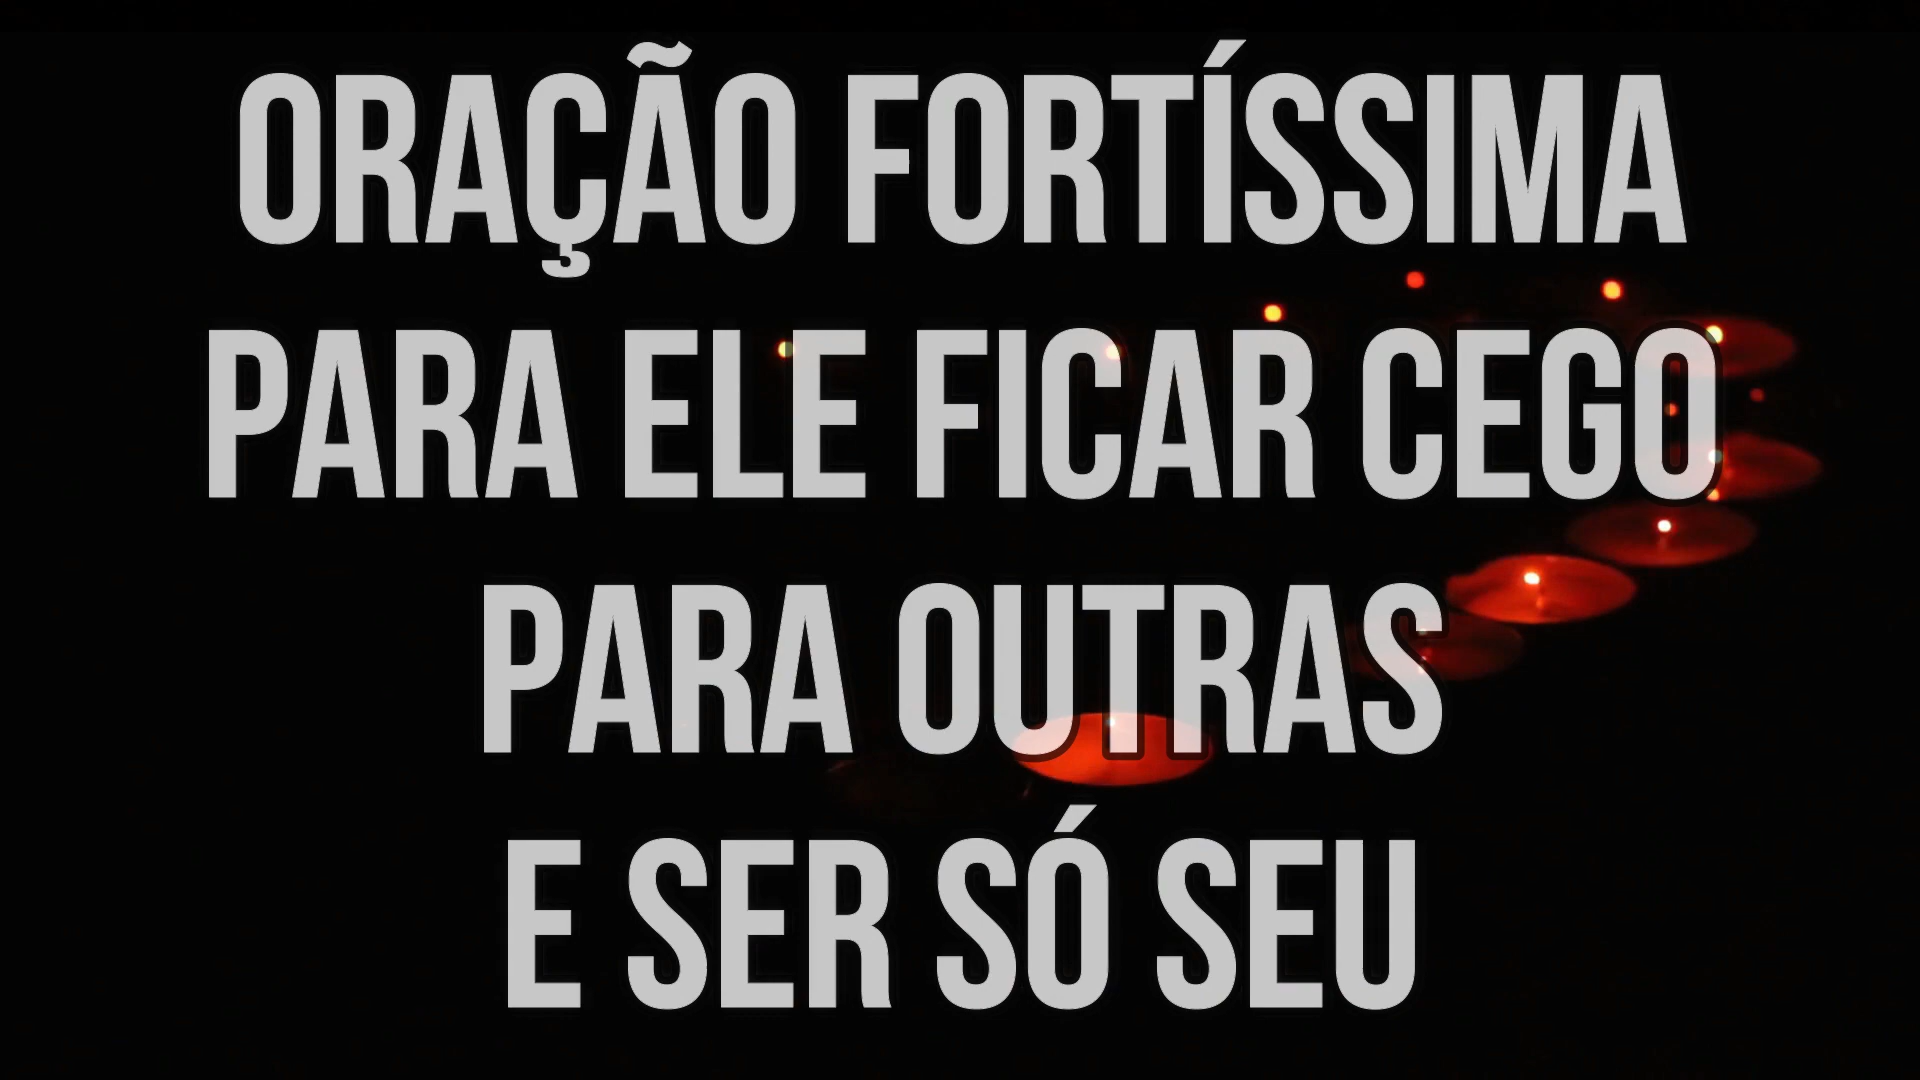 ORAÇÃO FORTÍSSIMA
PARA ELE FICAR CEGO
PARA OUTRAS
E SER SÓ SEU